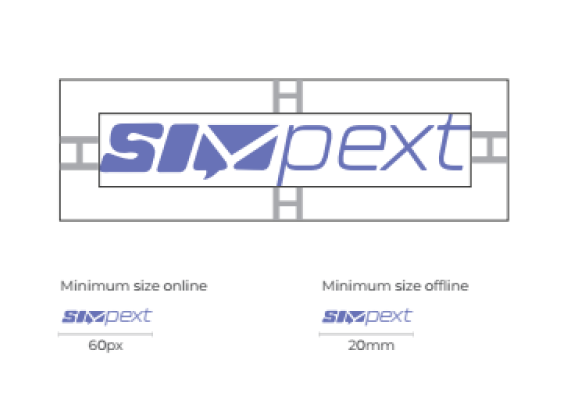 SIMpext
Minimum size online
Minimum size offline
SIMpext
SIMpext
60px
20mm